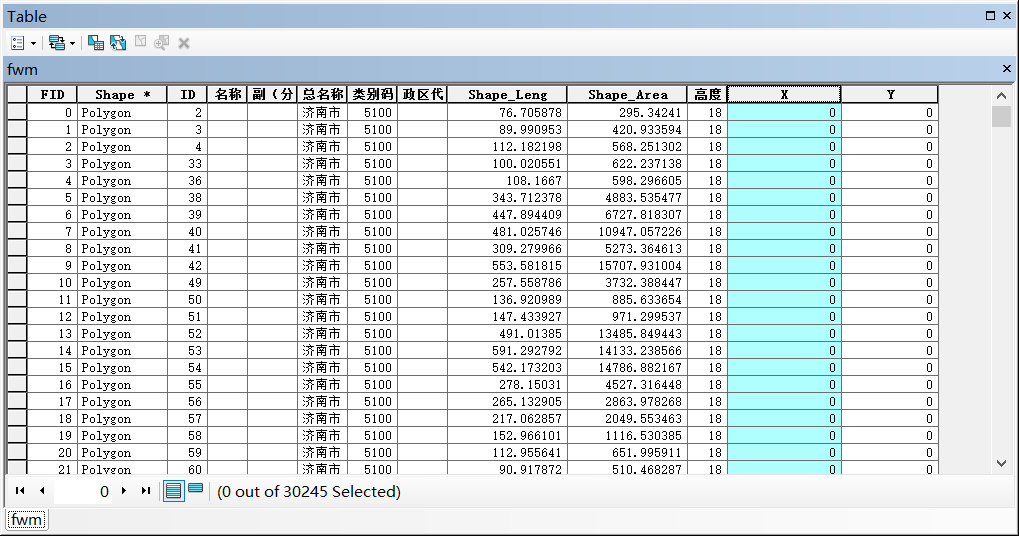 Table
fwm
FID Shape * ID 名称 副（分 总名称 类别码 政区代 Shape_Leng Shape_Area 高度 X Y
0 Polygon 2 济南市 5100 76.705878 295.34241 18 0 0
1 Polygon 3 济南市 5100 89.990953 420.933594 18 0 0
2 Polygon 4 济南市 5100 112.182198 568.251302 18 0 0
3 Polygon 33 济南市 5100 100.020551 622.237138 18 0 0
4 Polygon 36 济南市 5100 108.1667 598.296605 18 0 0
5 Polygon 38 济南市 5100 343.712378 4883.535477 18 0 0
6 Polygon 39 济南市 5100 447.894409 6727.818307 18 0 0
7 Polygon 40 济南市 5100 481.025746 10947.057226 18 0 0
8 Polygon 41 济南市 5100 309.279966 5273.364613 18 0 0
9 Polygon 42 济南市 5100 553.581815 15707.931004 18 0 0
10 Polygon 49 济南市 5100 257.558786 3732.388447 18 0 0
11 Polygon 50 济南市 5100 136.920989 885.633654 18 0 0
12 Polygon 51 济南市 5100 147.433927 971.299537 18 0 0
13 Polygon 52 济南市 5100 491.01385 13485.849443 18 0 0
14 Polygon 53 济南市 5100 591.292792 14133.238566 18 0 0
15 Polygon 54 济南市 5100 542.173203 14786.882167 18 0 0
16 Polygon 55 济南市 5100 278.15031 4527.316448 18 0 0
17 Polygon 56 济南市 5100 265.132905 2863.978268 18 0 0
18 Polygon 57 济南市 5100 217.062857 2049.553463 18 0 0
19 Polygon 58 济南市 5100 152.966101 1116.530385 18 0 0
20 Polygon 59 济南市 5100 112.955641 651.995911 18 0 0
21 Polygon 60 济南市 5100 90.917872 510.468287 18 0 0
0 (0 out of 30245 Selected)
fwm